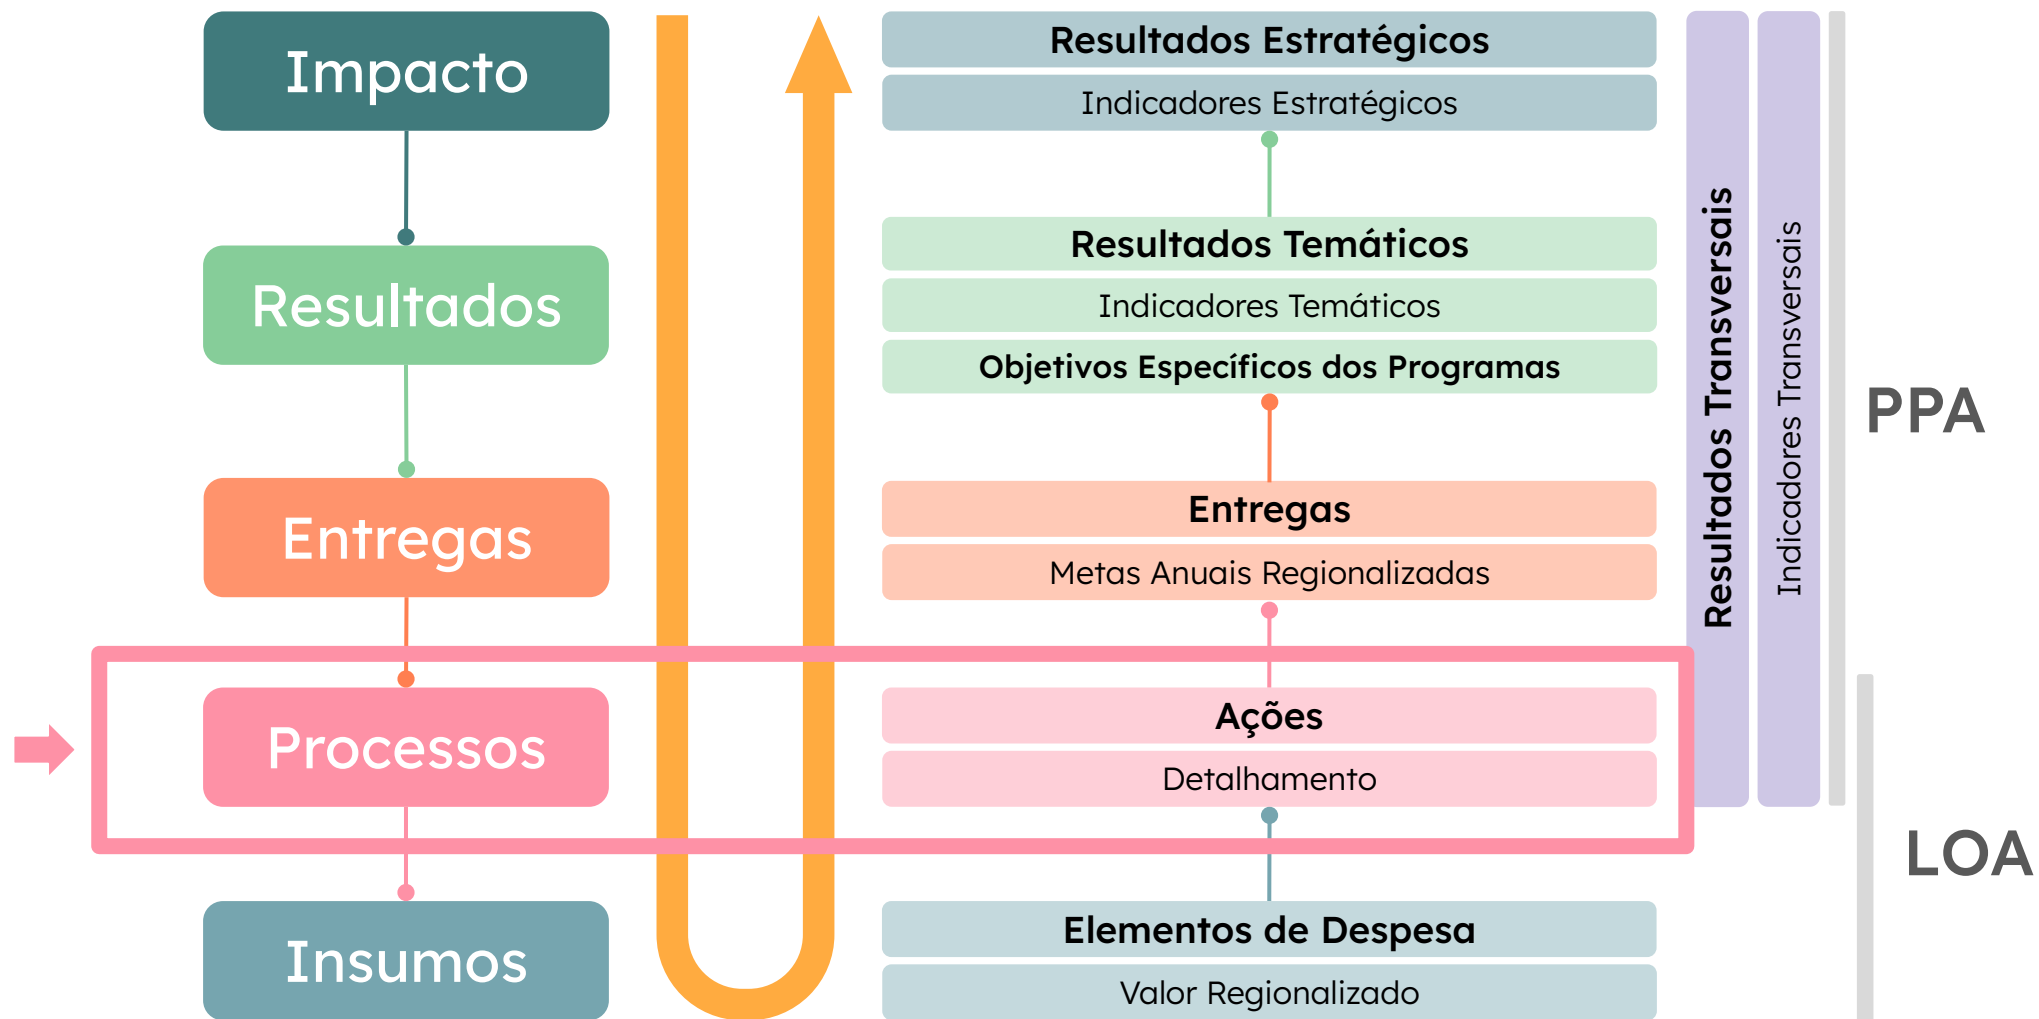 Impacto
Resultados
Entregas
Processos
Insumos
Resultados Estratégicos
Indicadores Estratégicos
Resultados Temáticos
Indicadores Temáticos
Objetivos Específicos dos Programas
Entregas
Metas Anuais Regionalizadas
Ações
Detalhamento
Elementos de Despesa
Valor Regionalizado
Resultados Transversais
Indicadores Transversais
PPA
LOA